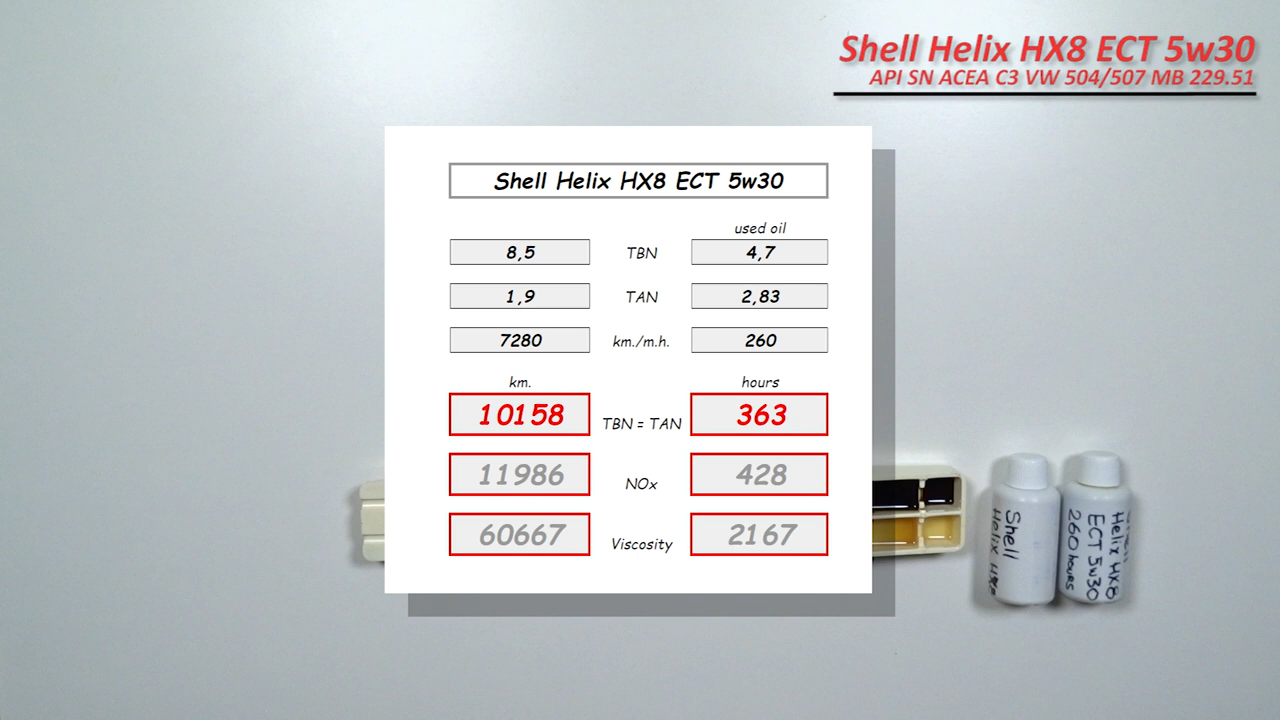 Shell Helix HX8 ECT 5w30
API SN ACEA C3 VW 504/507 MB 229.51
Shell Helix HX8 ECT 5w30
used oil
8,5 TBN 4,7
1,9 TAN 2,83
7280 km./m.h. 260
km. hours
10158 TBN = TAN 363
11986 NOx 428
60667 Viscosity 2167
Shell
Helix
Helix HX8
ECT 5w30
260 hours